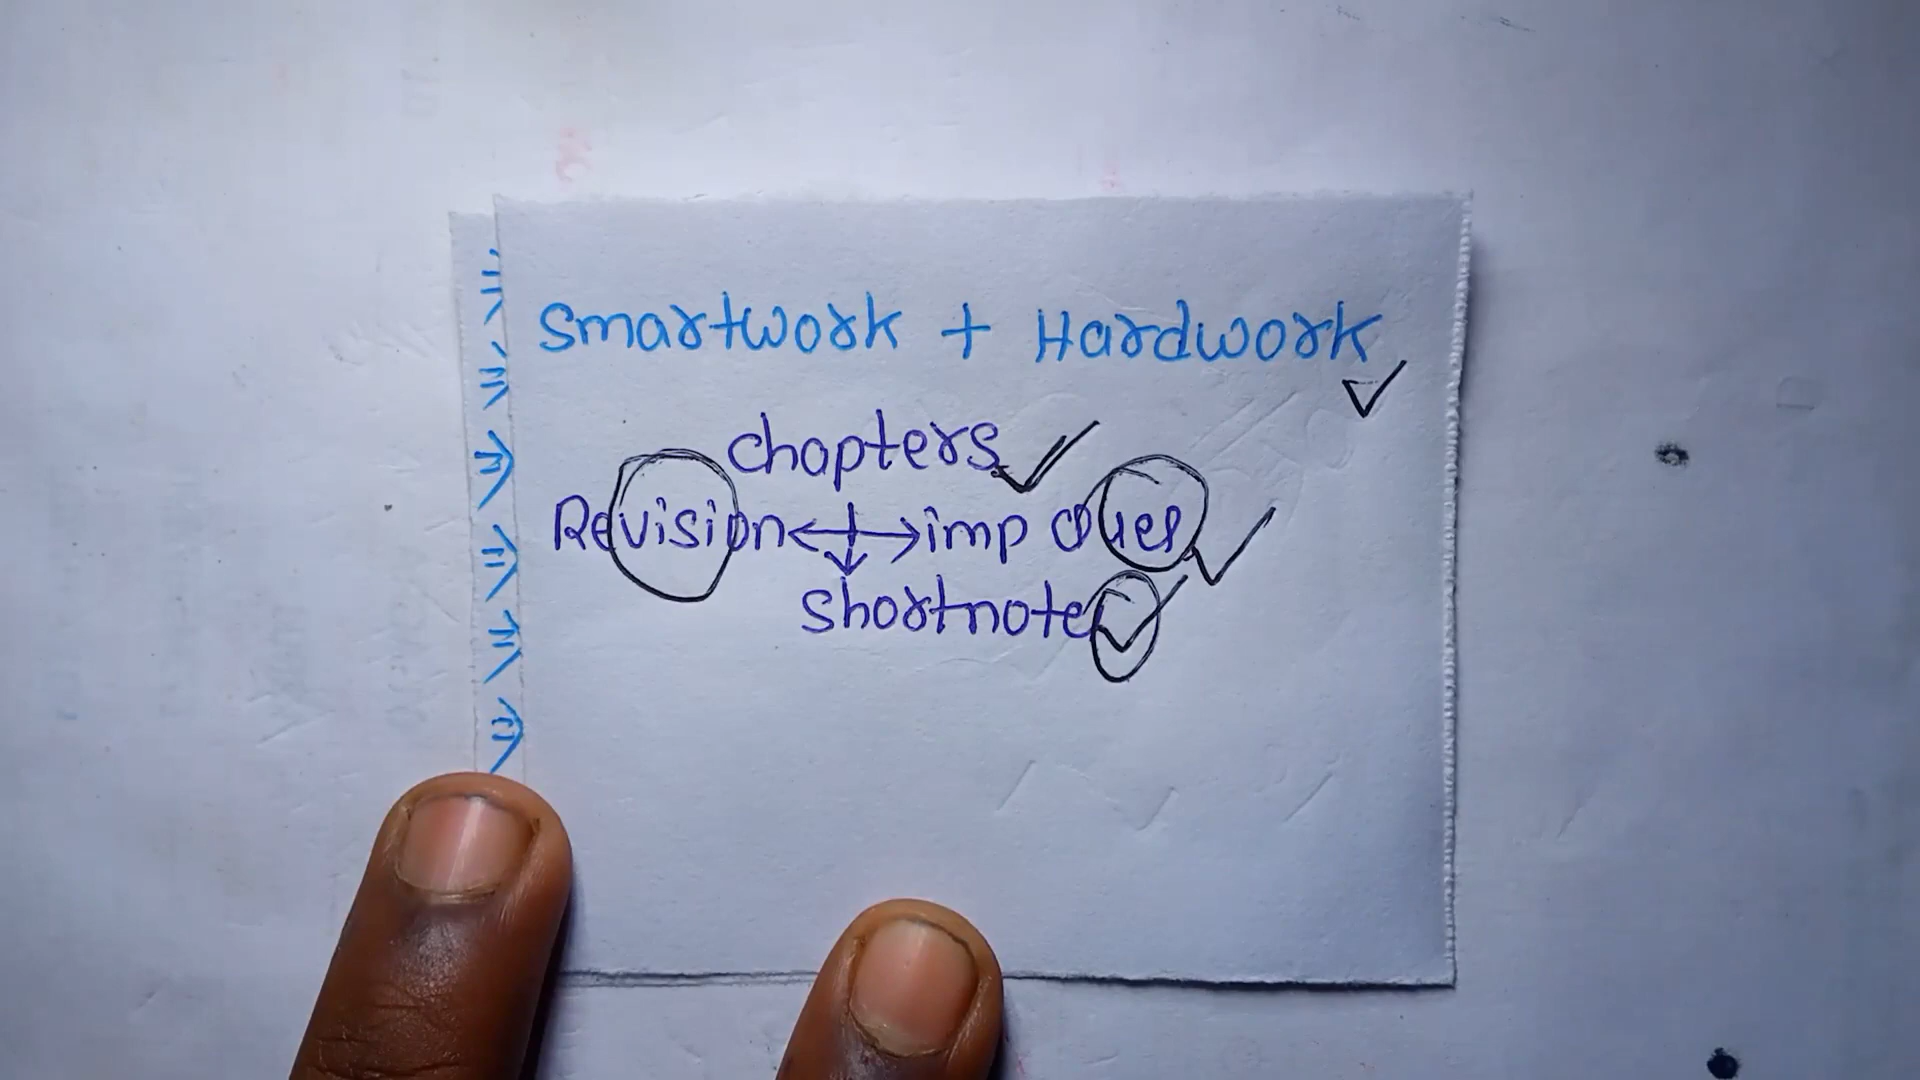 Smartwork + Hardwork
chapters
Revision ←→ imp Ques
Shortnote